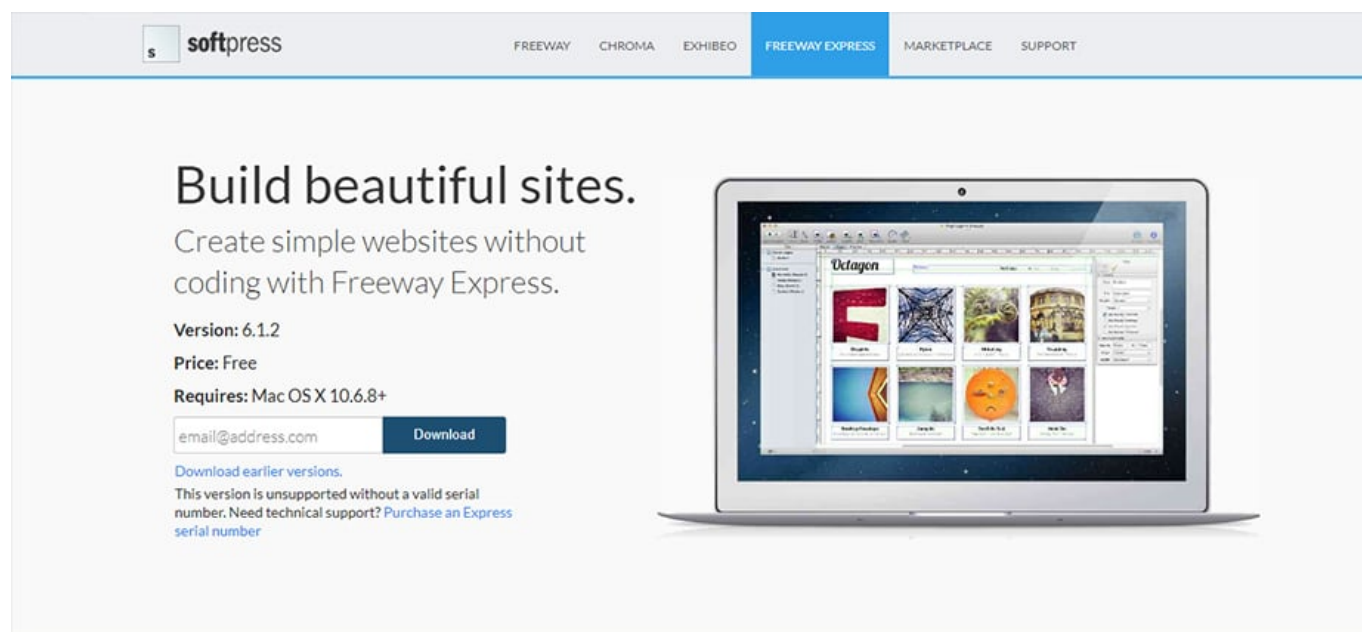 s softpress
FREEWAY CHROMA EXHIBEO FREEWAY EXPRESS MARKETPLACE SUPPORT
Build beautiful sites.
Create simple websites without
coding with Freeway Express.
Version: 6.1.2
Price: Free
Requires: Mac OS X 10.6.8+
email@address.com Download
Download earlier versions.
This version is unsupported without a valid serial
number. Need technical support? Purchase an Express
serial number
Octagon